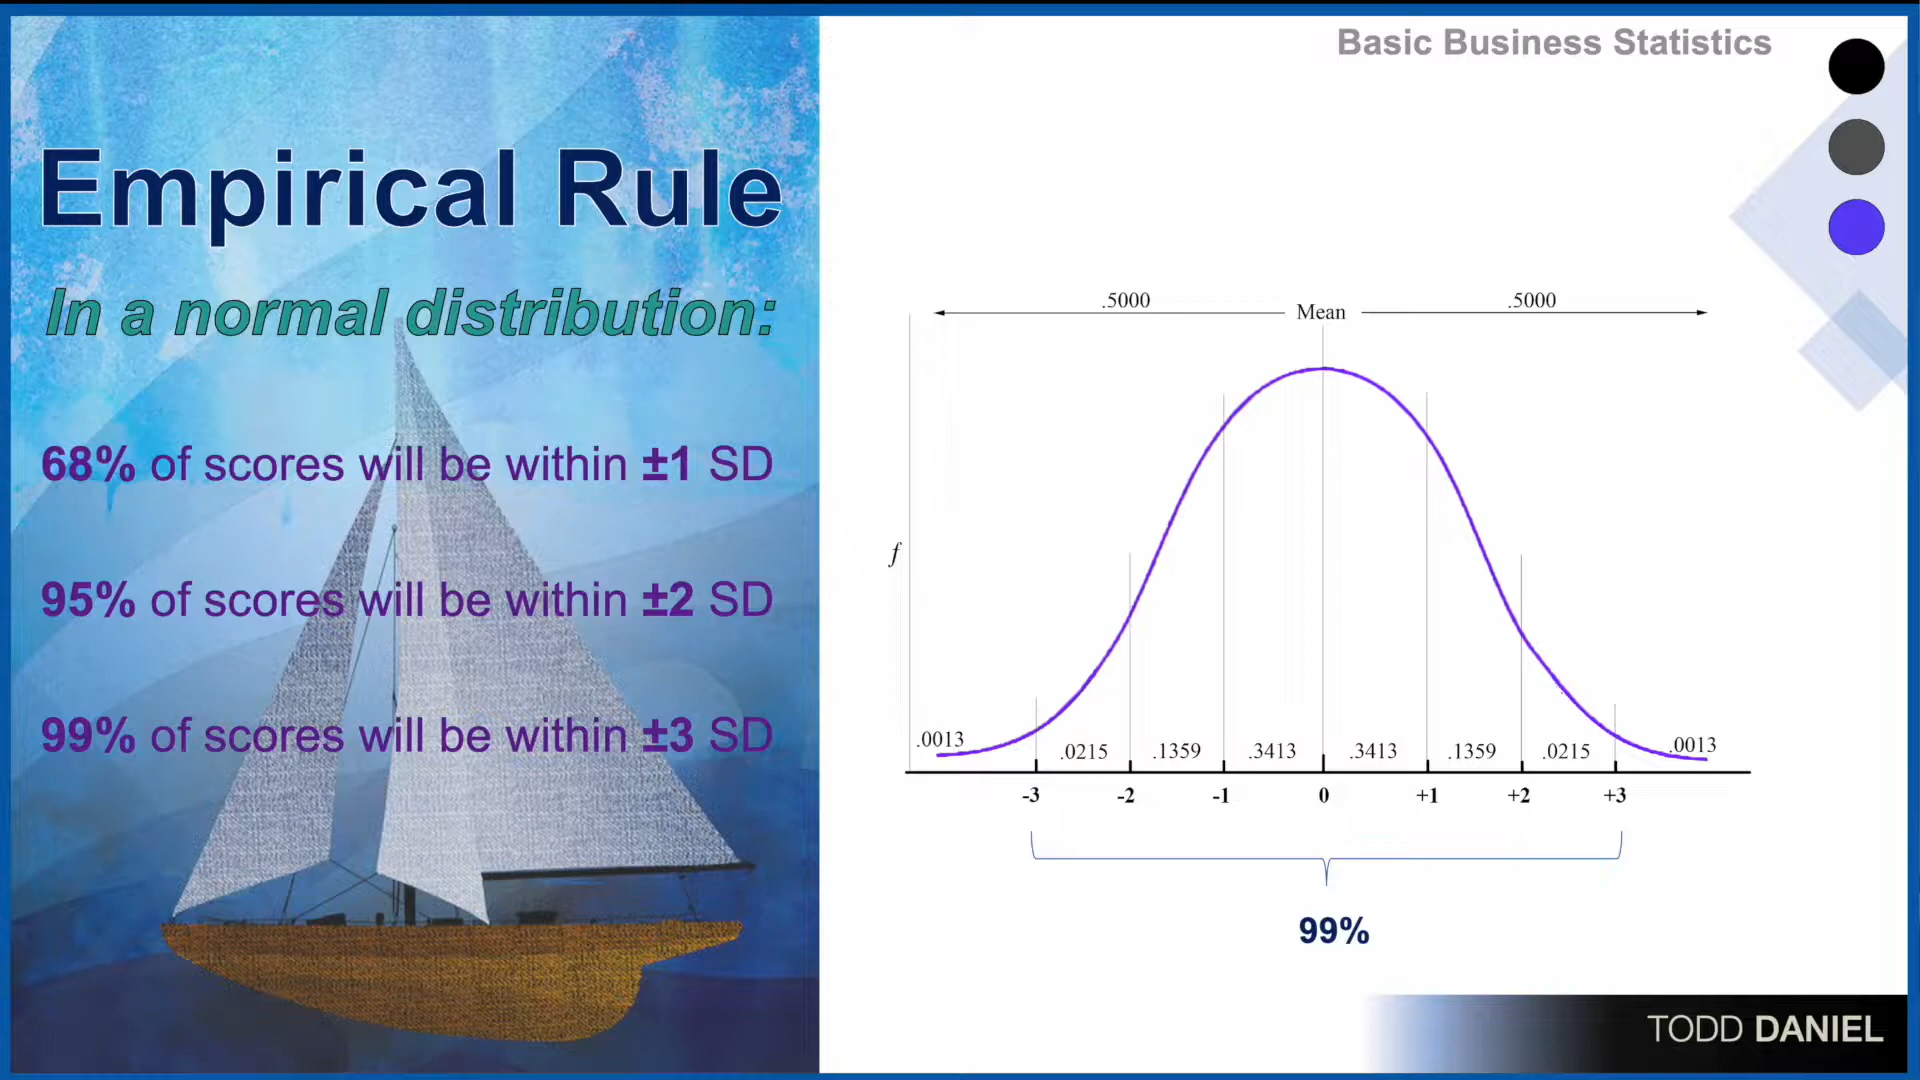 Basic Business Statistics
Empirical Rule
In a normal distribution:
68% of scores will be within ±1 SD
95% of scores will be within ±2 SD
99% of scores will be within ±3 SD
.5000 Mean .5000
f
.0013 .0215 .1359 .3413 .3413 .1359 .0215 .0013
-3 -2 -1 0 +1 +2 +3
99%
TODD DANIEL